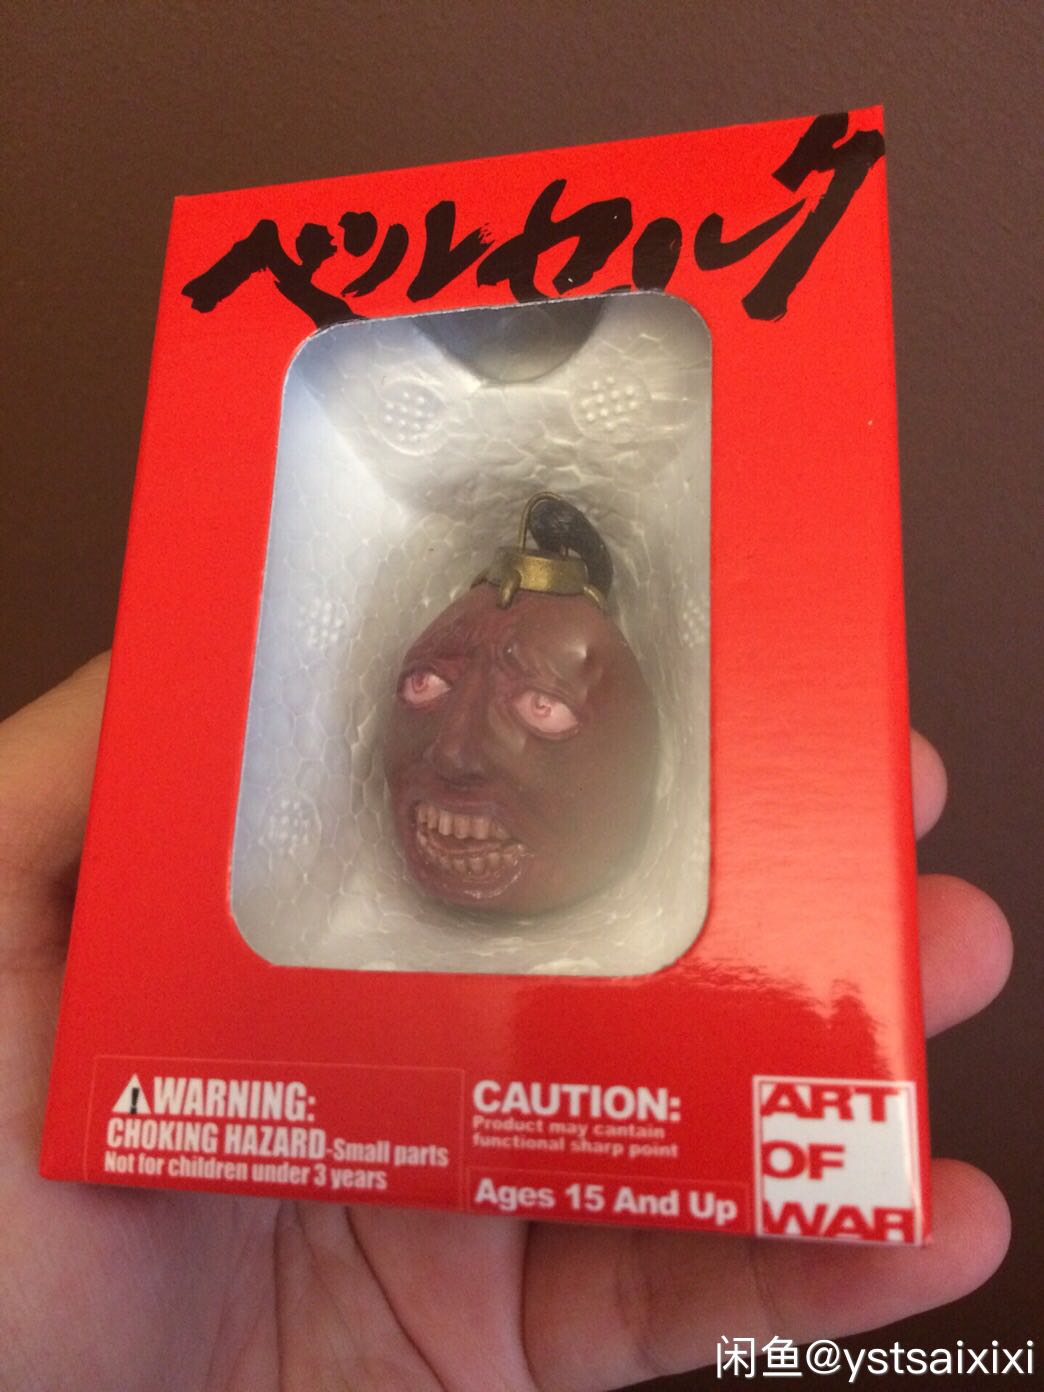 ベルセルク
WARNING:
CHOKING HAZARD-Small parts
Not for children under 3 years
CAUTION:
Product may cantain
functional sharp point
Ages 15 And Up
ART
OF
WAR
闲鱼@ystsaixixi